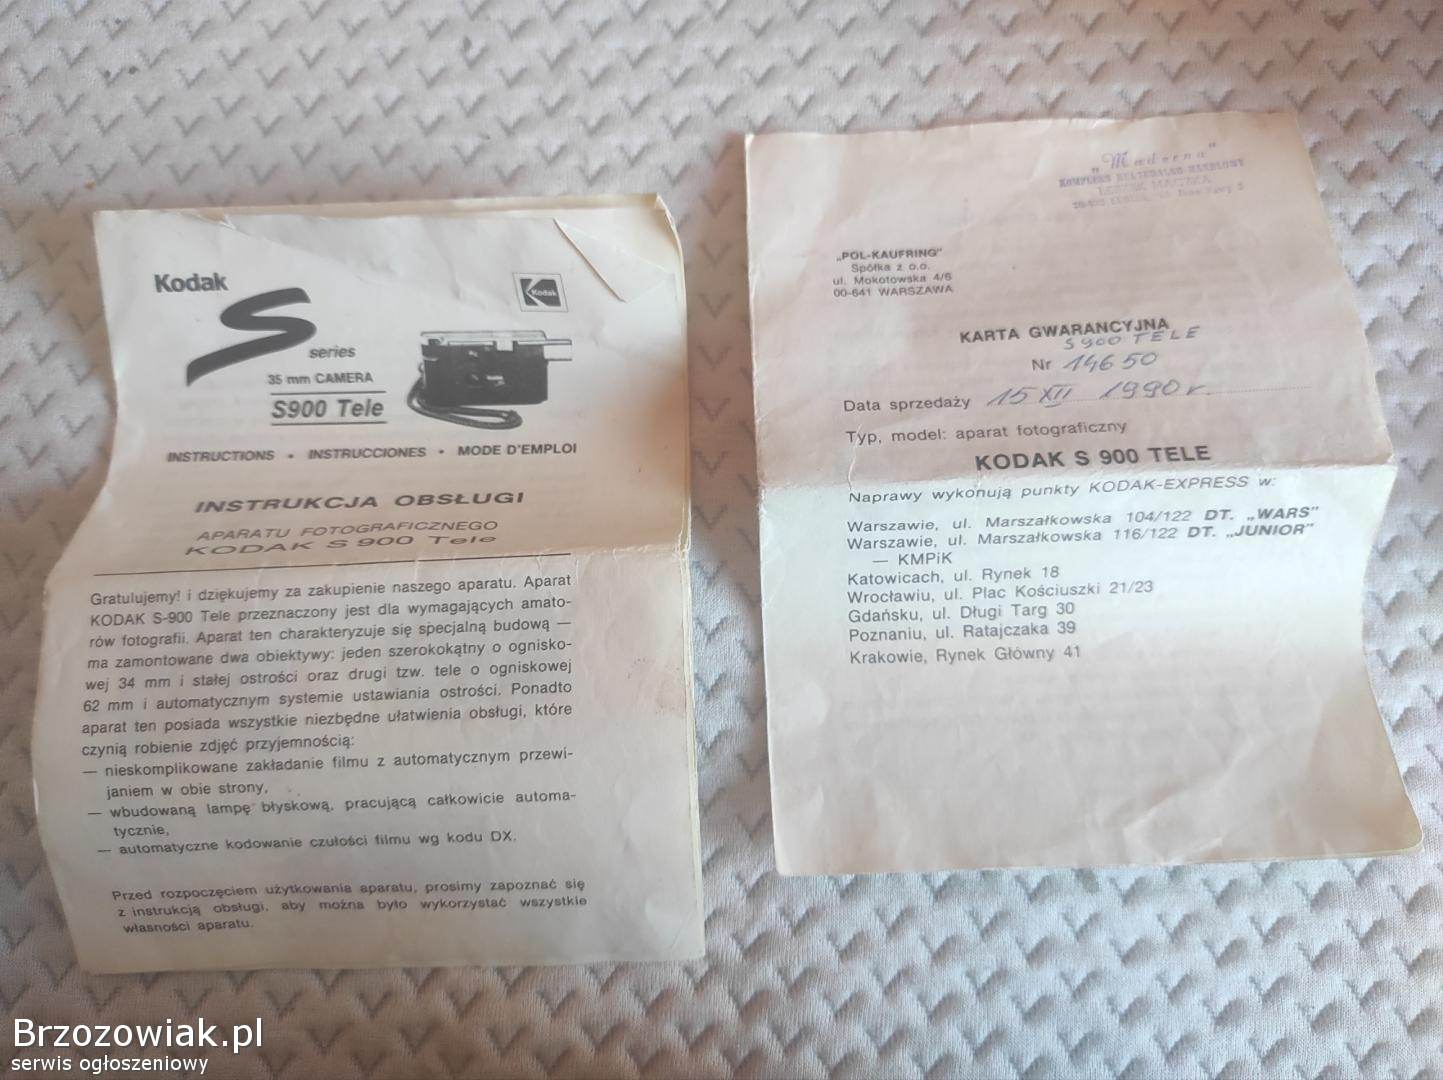 Kodak
S
series
Kodak
35 mm CAMERA
S900 Tele
INSTRUCTIONS • INSTRUCCIONES • MODE D'EMPLOI
INSTRUKCJA OBSŁUGI
APARATU FOTOGRAFICZNEGO
KODAK S 900 Tele
Gratulujemy! i dziękujemy za zakupienie naszego aparatu. Aparat
KODAK S-900 Tele przeznaczony jest dla wymagających amato-
rów fotografii. Aparat ten charakteryzuje się specjalną budową —
ma zamontowane dwa obiektywy: jeden szerokokątny o ognisko-
wej 34 mm i stałej ostrości oraz drugi tzw. tele o ogniskowej
62 mm i automatycznym systemie ustawiania ostrości. Ponadto
aparat ten posiada wszystkie niezbędne ułatwienia obsługi, które
czynią robienie zdjęć przyjemnością:
— nieskomplikowane zakładanie filmu z automatycznym przewi-
janiem w obie strony,
— wbudowaną lampę błyskową, pracującą całkowicie automa-
tycznie,
— automatyczne kodowanie czułości filmu wg kodu DX.
Przed rozpoczęciem użytkowania aparatu, prosimy zapoznać się
z instrukcją obsługi, aby można było wykorzystać wszystkie
własności aparatu.
KOMPLEKS HANDLOWY
„POL-KAUFRING"
Spółka z o.o.
ul. Mokotowska 4/6
00-641 WARSZAWA
KARTA GWARANCYJNA
S900 TELE
Nr 14650
Data sprzedaży 15 XII 1990 r.
Typ, model: aparat fotograficzny
KODAK S 900 TELE
Naprawy wykonują punkty KODAK-EXPRESS w:
Warszawie, ul. Marszałkowska 104/122 DT. „WARS"
Warszawie, ul. Marszałkowska 116/122 DT. „JUNIOR"
— KMPiK
Katowicach, ul. Rynek 18
Wrocławiu, ul. Plac Kościuszki 21/23
Gdańsku, ul. Długi Targ 30
Poznaniu, ul. Ratajczaka 39
Krakowie, Rynek Główny 41
Brzozowiak.pl
serwis ogłoszeniowy